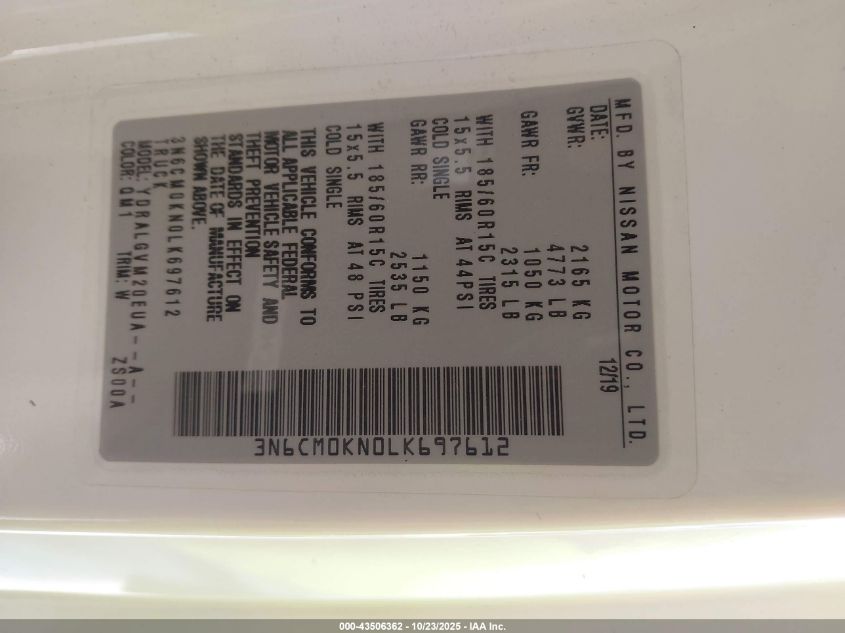 MFD. BY NISSAN MOTOR CO., LTD.
DATE: 12/19
GVWR: 2165 KG
4773 LB
GAWR FR: 1050 KG
2315 LB
WITH 185/60R15C TIRES
15x5.5 RIMS AT 44PSI
COLD SINGLE
GAWR RR: 1150 KG
2535 LB
WITH 185/60R15C TIRES
15x5.5 RIMS AT 48 PSI
COLD SINGLE
THIS VEHICLE CONFORMS TO
ALL APPLICABLE FEDERAL
MOTOR VEHICLE SAFETY AND
THEFT PREVENTION
STANDARDS IN EFFECT ON
THE DATE OF MANUFACTURE
SHOWN ABOVE.
3N6CM0KN0LK697612
TRUCK
MODEL: YDRALGVM20EUA--A--
COLOR: QM1 TRIM: W ZS00A
3N6CM0KN0LK697612
000-43506362 - 10/23/2025 - IAA Inc.